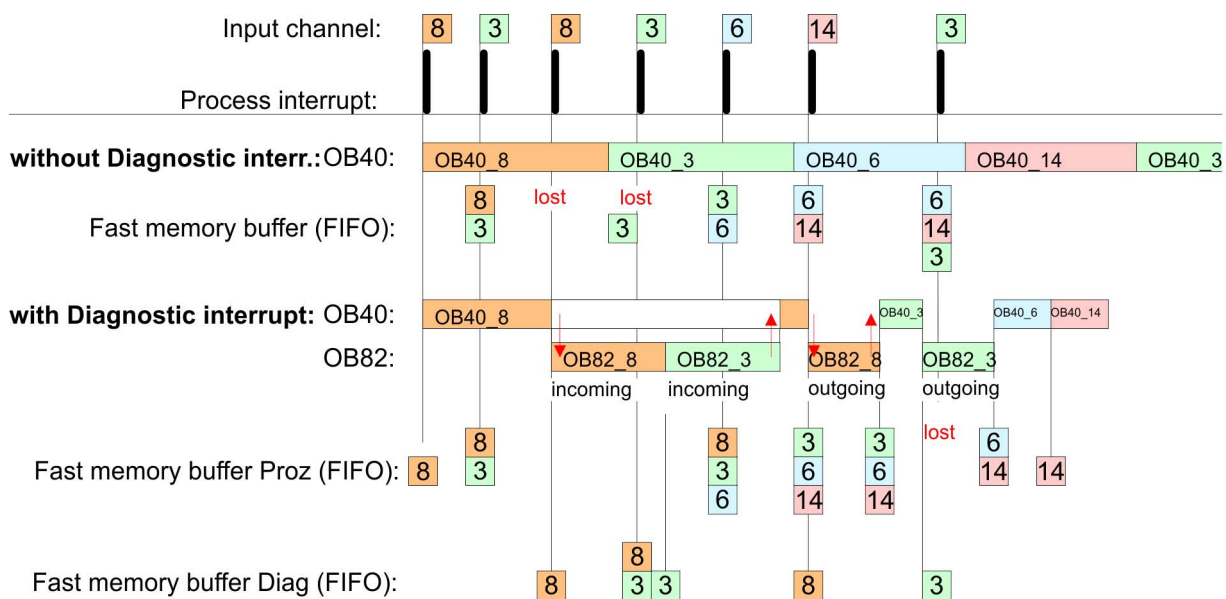 Input channel: 8 3 8 3 6 14 3
Process interrupt:
without Diagnostic interr.: OB40: OB40_8 OB40_3 OB40_6 OB40_14 OB40_3
8 lost lost 3 6 6
Fast memory buffer (FIFO): 3 3 6 14 14
3
with Diagnostic interrupt: OB40: OB40_8 OB40_3 OB40_6 OB40_14
OB82: OB82_8 OB82_3 OB82_8 OB82_3
incoming incoming outgoing outgoing
8 8 3 3 lost 6
Fast memory buffer Proz (FIFO): 8 3 3 6 6 14 14
6 14 14
8
Fast memory buffer Diag (FIFO): 8 3 3 8 3